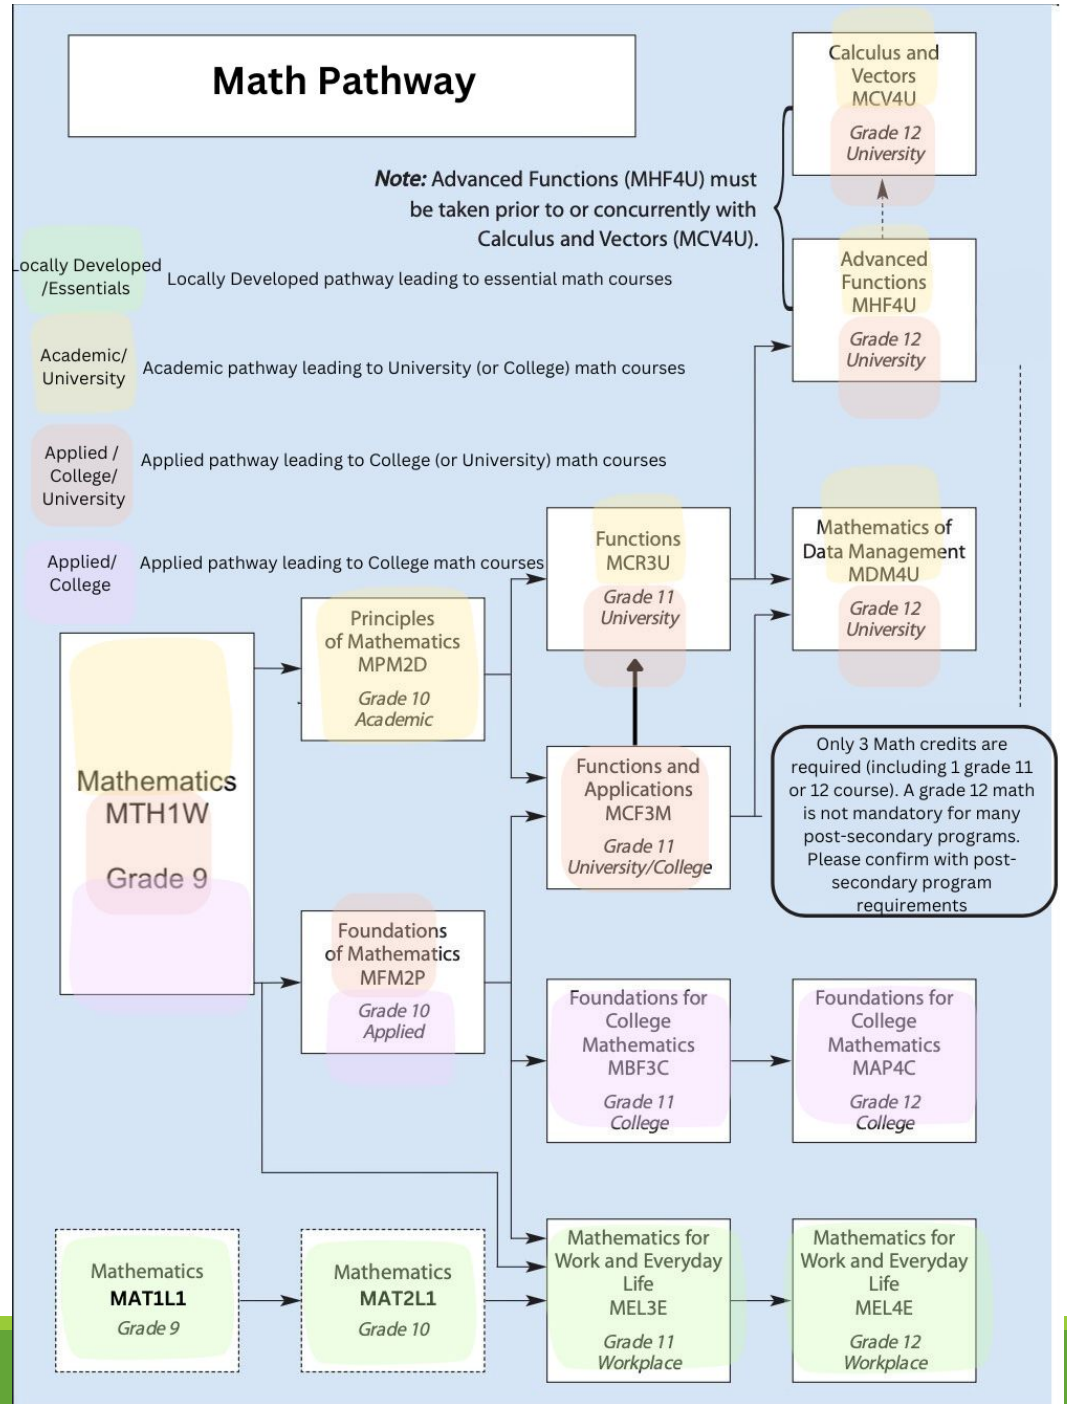 Math Pathway
Calculus and
Vectors
MCV4U
Grade 12
University
Note: Advanced Functions (MHF4U) must
be taken prior to or concurrently with
Calculus and Vectors (MCV4U).
Advanced
Functions
MHF4U
Grade 12
University
Locally Developed
/Essentials
Locally Developed pathway leading to essential math courses
Academic/
University
Academic pathway leading to University (or College) math courses
Applied /
College/
University
Applied pathway leading to College (or University) math courses
Applied/
College
Applied pathway leading to College math courses
Functions
MCR3U
Grade 11
University
Mathematics of
Data Management
MDM4U
Grade 12
University
Principles
of Mathematics
MPM2D
Grade 10
Academic
Mathematics
MTH1W
Grade 9
Functions and
Applications
MCF3M
Grade 11
University/College
Only 3 Math credits are
required (including 1 grade 11
or 12 course). A grade 12 math
is not mandatory for many
post-secondary programs.
Please confirm with post-
secondary program
requirements
Foundations
of Mathematics
MFM2P
Grade 10
Applied
Foundations for
College
Mathematics
MBF3C
Grade 11
College
Foundations for
College
Mathematics
MAP4C
Grade 12
College
Mathematics
MAT1L1
Grade 9
Mathematics
MAT2L1
Grade 10
Mathematics for
Work and Everyday
Life
MEL3E
Grade 11
Workplace
Mathematics for
Work and Everyday
Life
MEL4E
Grade 12
Workplace